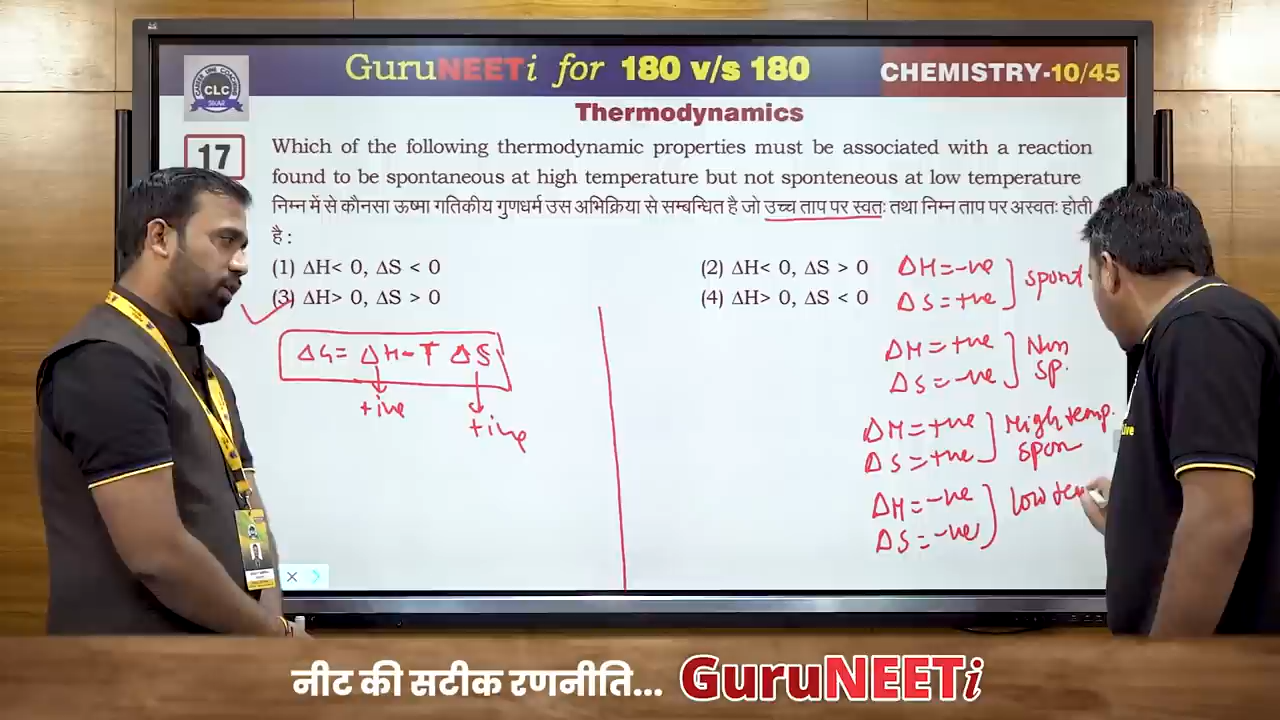 GuruNEETi for 180 v/s 180
CHEMISTRY-10/45
CLC
SIKAR
Thermodynamics
17
Which of the following thermodynamic properties must be associated with a reaction
found to be spontaneous at high temperature but not sponteneous at low temperature
निम्न में से कौनसा ऊष्मा गतिकीय गुणधर्म उस अभिक्रिया से सम्बन्धित है जो उच्च ताप पर स्वतः तथा निम्न ताप पर अस्वतः होती
है :
(1) ΔH< 0, ΔS < 0
(2) ΔH< 0, ΔS > 0
(3) ΔH> 0, ΔS > 0
(4) ΔH> 0, ΔS < 0
ΔG = ΔH - T ΔS
+ive
+ive
ΔH = -ve
ΔS = +ve
spont
ΔH = +ve
ΔS = -ve
Non
sp.
ΔH = +ve
ΔS = +ve
High temp.
spon
ΔH = -ve
ΔS = -ve
low tem
नीट की सटीक रणनीति... GuruNEETi